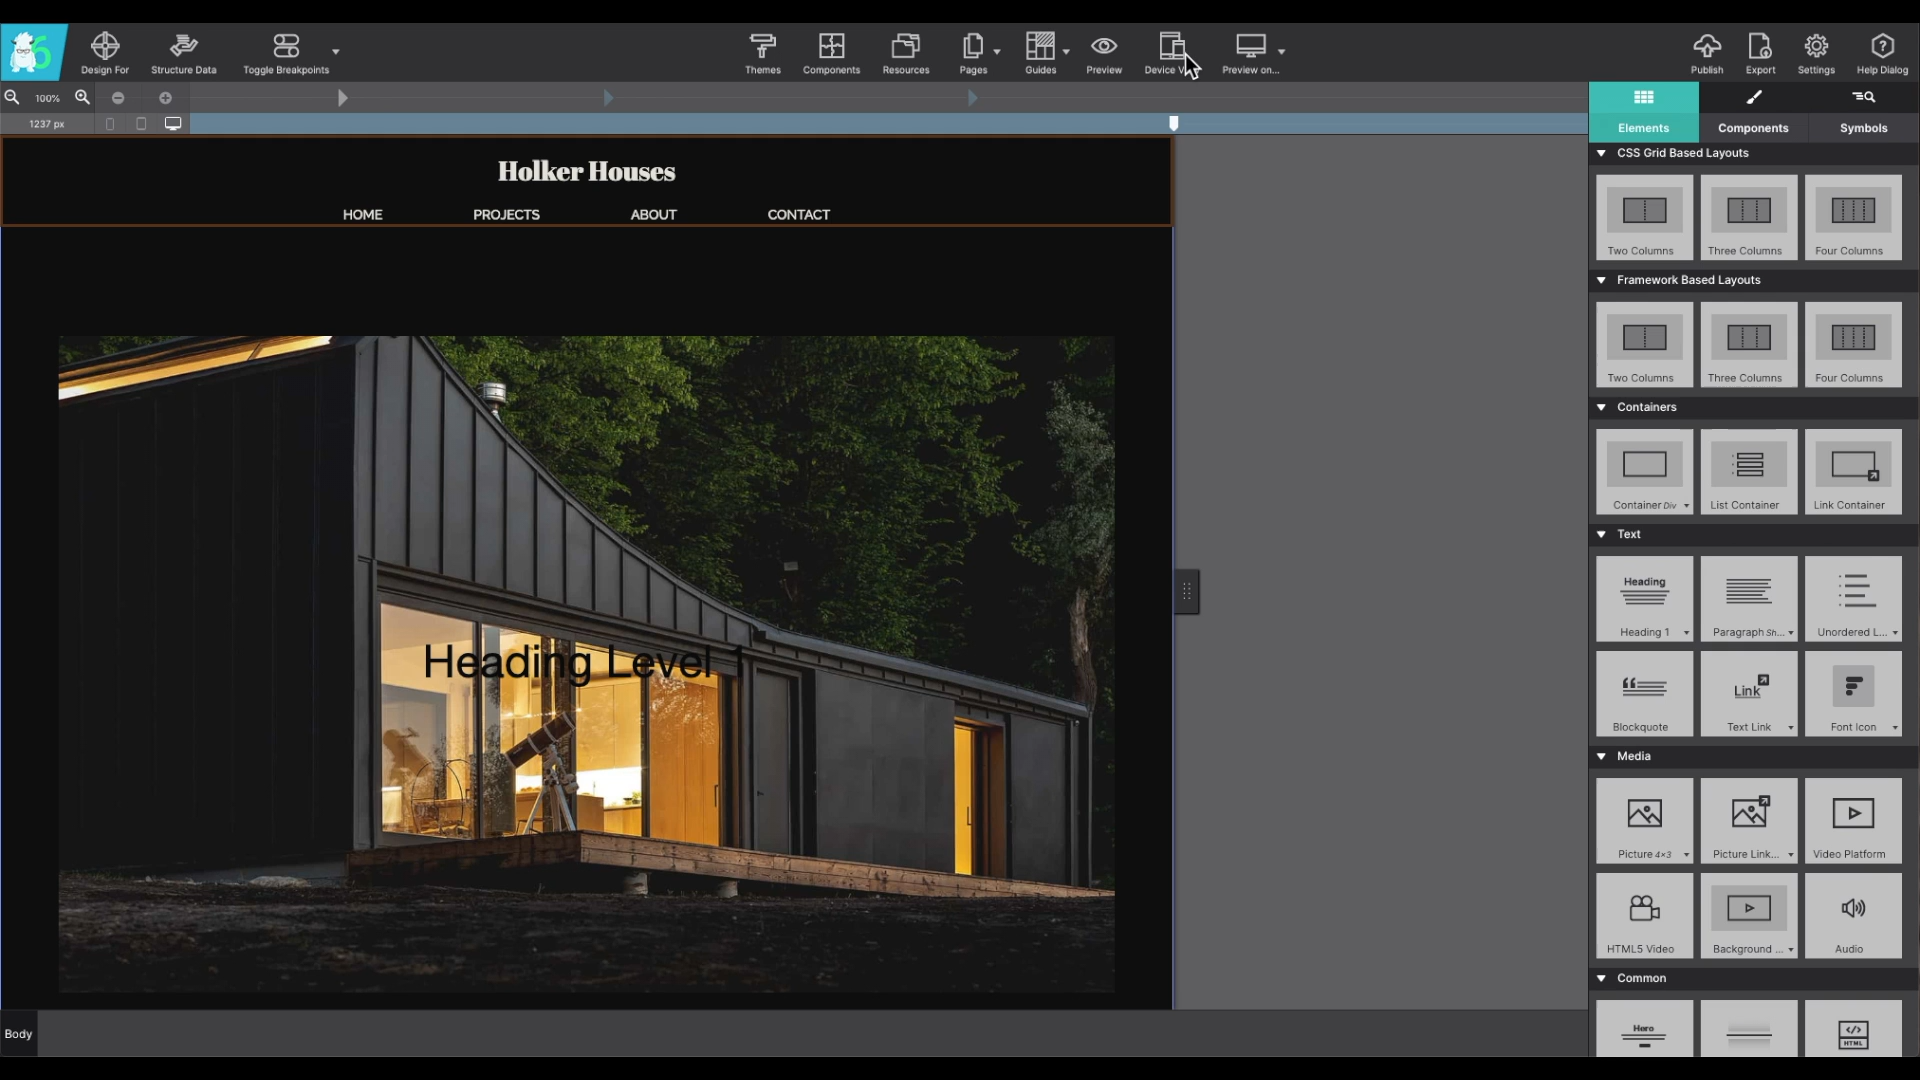 6
Design For
Structure Data
Toggle Breakpoints
Themes
Components
Resources
Pages
Guides
Preview
Device V
Preview on...
Publish
Export
Settings
Help Dialog
100%
1237 px
Elements
Components
Symbols
Holker Houses
HOME
PROJECTS
ABOUT
CONTACT
Heading Level 1
CSS Grid Based Layouts
Two Columns
Three Columns
Four Columns
Framework Based Layouts
Two Columns
Three Columns
Four Columns
Containers
Container Div
List Container
Link Container
Text
Heading
Heading 1
Paragraph Sh...
Unordered L...
Blockquote
Link
Text Link
Font Icon
Media
Picture 4x3
Picture Link...
Video Platform
HTML5 Video
Background ...
Audio
Common
Hero
HTML
Body